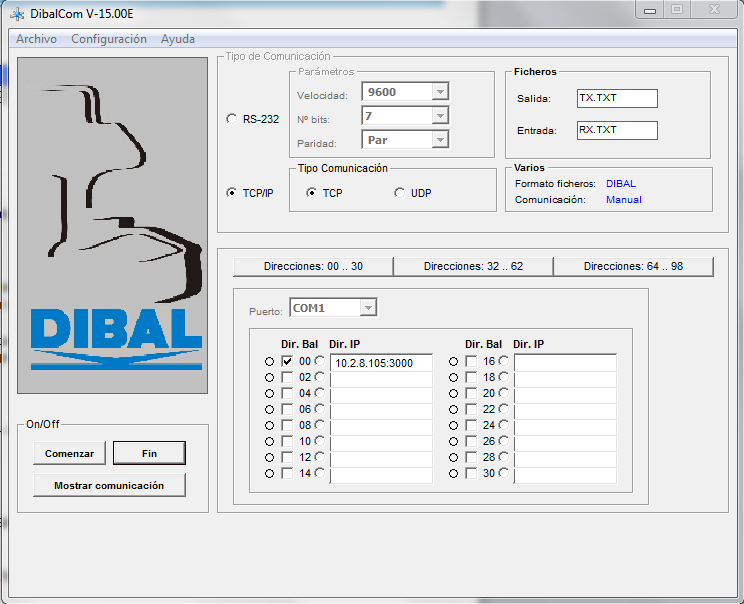 DibalCom V-15.00E
Archivo Configuración Ayuda
Tipo de Comunicación
Parámetros
Velocidad: 9600
RS-232
Nº bits: 7
Paridad: Par
Ficheros
Salida: TX.TXT
Entrada: RX.TXT
TCP/IP
Tipo Comunicación
TCP UDP
Varios
Formato ficheros: DIBAL
Comunicación: Manual
DIBAL
Direcciones: 00 .. 30 Direcciones: 32 .. 62 Direcciones: 64 .. 98
Puerto: COM1
Dir. Bal Dir. IP Dir. Bal Dir. IP
00 10.2.8.105:3000 16
02 18
04 20
06 22
08 24
10 26
12 28
14 30
On/Off
Comenzar Fin
Mostrar comunicación